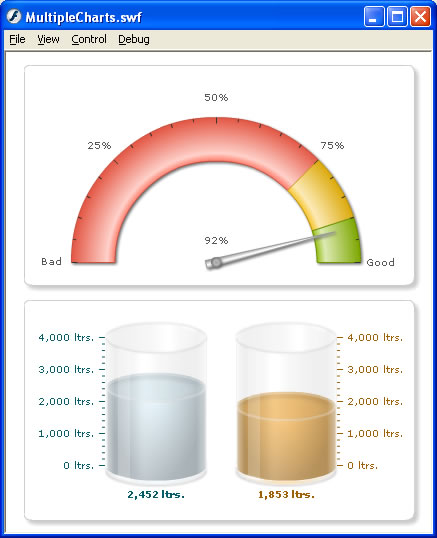 MultipleCharts.swf
File View Control Debug
50%
25% 75%
92%
Bad Good
4,000 ltrs. 4,000 ltrs.
3,000 ltrs. 3,000 ltrs.
2,000 ltrs. 2,000 ltrs.
1,000 ltrs. 1,000 ltrs.
0 ltrs. 0 ltrs.
2,452 ltrs. 1,853 ltrs.